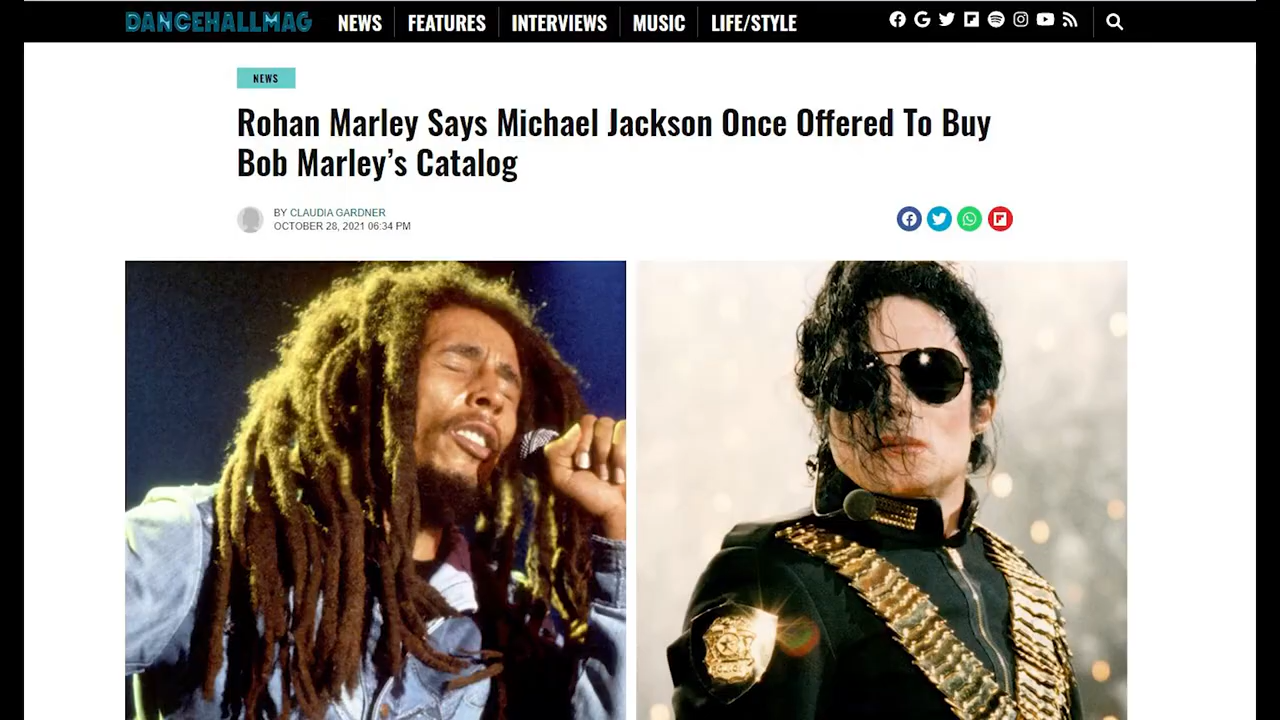 DANCEHALLMAG NEWS FEATURES INTERVIEWS MUSIC LIFE/STYLE
NEWS
Rohan Marley Says Michael Jackson Once Offered To Buy
Bob Marley’s Catalog
BY CLAUDIA GARDNER
OCTOBER 28, 2021 06:34 PM